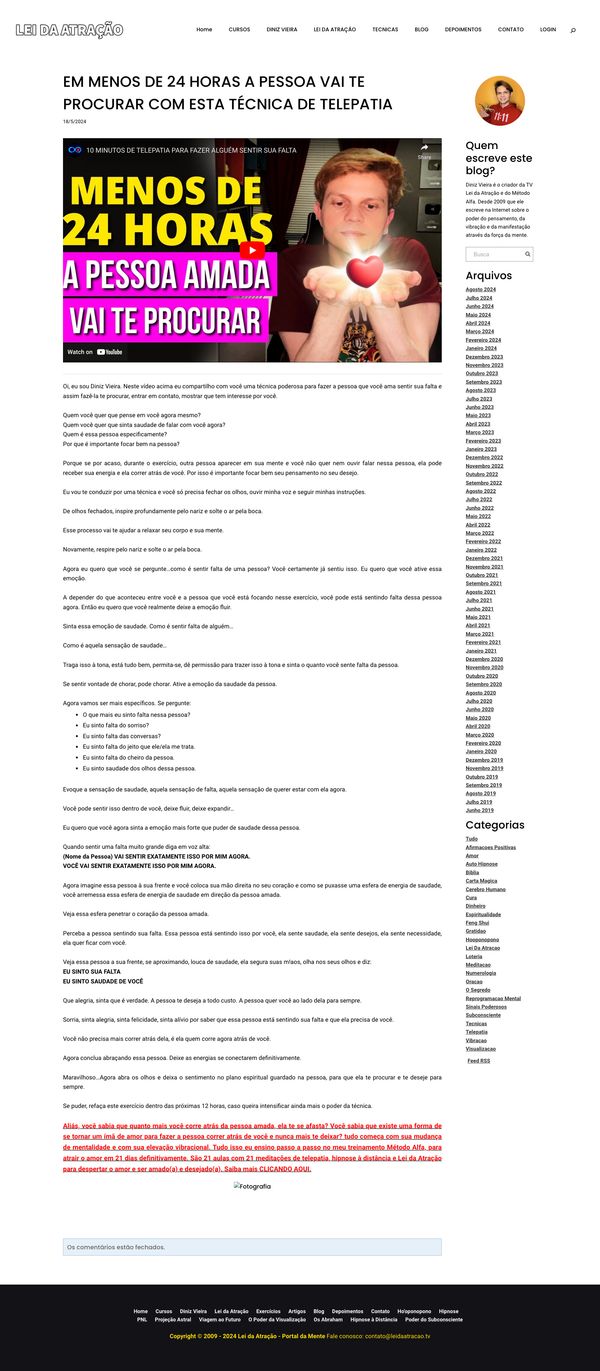 LEI DA ATRAÇÃO
Home CURSOS DINIZ VIEIRA LEI DA ATRAÇÃO TECNICAS BLOG DEPOIMENTOS CONTATO LOGIN
EM MENOS DE 24 HORAS A PESSOA VAI TE
PROCURAR COM ESTA TÉCNICA DE TELEPATIA
18/5/2024
10 MINUTOS DE TELEPATIA PARA FAZER ALGUÉM SENTIR SUA FALTA
Share
MENOS DE
24 HORAS
A PESSOA AMADA
VAI TE PROCURAR
11:11
Watch on YouTube
Oi, eu sou Diniz Vieira. Neste vídeo acima eu compartilho com você uma técnica poderosa para fazer a pessoa que você ama sentir sua falta e
assim fazê-la te procurar, entrar em contato, mostrar que tem interesse por você.
Quem você quer que pense em você agora mesmo?
Quem você quer que sinta saudade de falar com você agora?
Quem é essa pessoa especificamente?
Por que é importante focar bem na pessoa?
Porque se por acaso, durante o exercício, outra pessoa aparecer em sua mente e você não quer nem ouvir falar nessa pessoa, ela pode
receber sua energia e ela correr atrás de você. Por isso é importante focar bem seu pensamento no seu desejo.
Eu vou te conduzir por uma técnica e você só precisa fechar os olhos, ouvir minha voz e seguir minhas instruções.
De olhos fechados, inspire profundamente pelo nariz e solte o ar pela boca.
Esse processo vai te ajudar a relaxar seu corpo e sua mente.
Novamente, respire pelo nariz e solte o ar pela boca.
Agora eu quero que você se pergunte...como é sentir falta de uma pessoa? Você certamente já sentiu isso. Eu quero que você ative essa
emoção.
A depender do que aconteceu entre você e a pessoa que você está focando nesse exercício, você pode está sentindo falta dessa pessoa
agora. Então eu quero que você realmente deixe a emoção fluir.
Sinta essa emoção de saudade. Como é sentir falta de alguém...
Como é aquela sensação de saudade...
Traga isso à tona, está tudo bem, permita-se, dê permissão para trazer isso à tona e sinta o quanto você sente falta da pessoa.
Se sentir vontade de chorar, pode chorar. Ative a emoção da saudade da pessoa.
Agora vamos ser mais específicos. Se pergunte:
• O que mais eu sinto falta nessa pessoa?
• Eu sinto falta do sorriso?
• Eu sinto falta das conversas?
• Eu sinto falta do jeito que ele/ela me trata.
• Eu sinto falta do cheiro da pessoa.
• Eu sinto saudade dos olhos dessa pessoa.
Evoque a sensação de saudade, aquela sensação de falta, aquela sensação de querer estar com ela agora.
Você pode sentir isso dentro de você, deixe fluir, deixe expandir...
Eu quero que você agora sinta a emoção mais forte que puder de saudade dessa pessoa.
Quando sentir uma falta muito grande diga em voz alta:
(Nome da Pessoa) VAI SENTIR EXATAMENTE ISSO POR MIM AGORA.
VOCÊ VAI SENTIR EXATAMENTE ISSO POR MIM AGORA.
Agora imagine essa pessoa à sua frente e você coloca sua mão direita no seu coração e como se puxasse uma esfera de energia de saudade,
você arremessa essa esfera de energia de saudade em direção da pessoa amada.
Veja essa esfera penetrar o coração da pessoa amada.
Perceba a pessoa sentindo sua falta. Essa pessoa está sentindo isso por você, ela sente saudade, ela sente desejos, ela sente necessidade,
ela quer ficar com você.
Veja essa pessoa a sua frente, se aproximando, louca de saudade, ela segura suas m'aos, olha nos seus olhos e diz:
EU SINTO SUA FALTA
EU SINTO SAUDADE DE VOCÊ
Que alegria, sinta que é verdade. A pessoa te deseja a todo custo. A pessoa quer você ao lado dela para sempre.
Sorria, sinta alegria, sinta felicidade, sinta alívio por saber que essa pessoa está sentindo sua falta e que ela precisa de você.
Você não precisa mais correr atrás dela, é ela quem corre agora atrás de você.
Agora conclua abraçando essa pessoa. Deixe as energias se conectarem definitivamente.
Maravilhoso...Agora abra os olhos e deixa o sentimento no plano espiritual guardado na pessoa, para que ela te procurar e te deseje para
sempre.
Se puder, refaça este exercício dentro das próximas 12 horas, caso queira intensificar ainda mais o poder da técnica.
Aliás, você sabia que quanto mais você corre atrás da pessoa amada, ela te se afasta? Você sabia que existe uma forma de
se tornar um imã de amor para fazer a pessoa correr atrás de você e nunca mais te deixar? tudo começa com sua mudança
de mentalidade e com sua elevação vibracional. Tudo isso eu ensino passo a passo no meu treinamento Método Alfa, para
atrair o amor em 21 dias definitivamente. São 21 aulas com 21 meditações de telepatia, hipnose à distância e Lei da Atração
para despertar o amor e ser amado(a) e desejado(a). Saiba mais CLICANDO AQUI.
Fotografia
Os comentários estão fechados.
11:11
Quem
escreve este
blog?
Diniz Vieira é o criador da TV
Lei da Atração e do Método
Alfa. Desde 2009 que ele
escreve na Internet sobre o
poder do pensamento, da
vibração e da manifestação
através da força da mente.
Busca
Arquivos
Agosto 2024
Julho 2024
Junho 2024
Maio 2024
Abril 2024
Março 2024
Fevereiro 2024
Janeiro 2024
Dezembro 2023
Novembro 2023
Outubro 2023
Setembro 2023
Agosto 2023
Julho 2023
Junho 2023
Maio 2023
Abril 2023
Março 2023
Fevereiro 2023
Janeiro 2023
Dezembro 2022
Novembro 2022
Outubro 2022
Setembro 2022
Agosto 2022
Julho 2022
Junho 2022
Maio 2022
Abril 2022
Março 2022
Fevereiro 2022
Janeiro 2022
Dezembro 2021
Novembro 2021
Outubro 2021
Setembro 2021
Agosto 2021
Julho 2021
Junho 2021
Maio 2021
Abril 2021
Março 2021
Fevereiro 2021
Janeiro 2021
Dezembro 2020
Novembro 2020
Outubro 2020
Setembro 2020
Agosto 2020
Julho 2020
Junho 2020
Maio 2020
Abril 2020
Março 2020
Fevereiro 2020
Janeiro 2020
Dezembro 2019
Novembro 2019
Outubro 2019
Setembro 2019
Agosto 2019
Julho 2019
Junho 2019
Categorias
Tudo
Afirmacoes Positivas
Amor
Auto Hipnose
Biblia
Carta Magica
Cerebro Humano
Cura
Dinheiro
Espiritualidade
Feng Shui
Gratidao
Hooponopono
Lei Da Atracao
Loteria
Meditacao
Numerologia
Oracao
O Segredo
Reprogramacao Mental
Sinais Poderosos
Subconsciente
Tecnicas
Telepatia
Vibracao
Visualizacao
Feed RSS
Home Cursos Diniz Vieira Lei da Atração Exercícios Artigos Blog Depoimentos Contato Ho'oponopono Hipnose
PNL Projeção Astral Viagem ao Futuro O Poder da Visualização Os Abraham Hipnose à Distância Poder do Subconsciente
Copyright © 2009 - 2024 Lei da Atração - Portal da Mente Fale conosco: contato@leidaatracao.tv